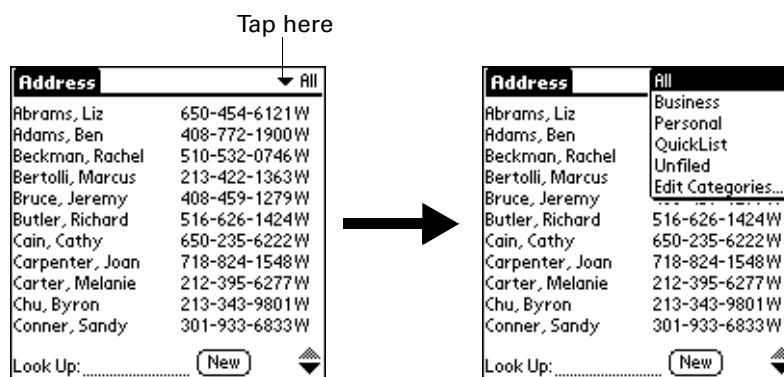 Tap here
Address All
Abrams, Liz 650-454-6121W
Adams, Ben 408-772-1900W
Beckman, Rachel 510-532-0746W
Bertolli, Marcus 213-422-1363W
Bruce, Jeremy 408-459-1279W
Butler, Richard 516-626-1424W
Cain, Cathy 650-235-6222W
Carpenter, Joan 718-824-1548W
Carter, Melanie 212-395-6277W
Chu, Byron 213-343-9801W
Conner, Sandy 301-933-6833W
Look Up: New
Address All
Business
Personal
QuickList
Unfiled
Edit Categories...
Abrams, Liz
Adams, Ben
Beckman, Rachel
Bertolli, Marcus
Bruce, Jeremy
Butler, Richard 516-626-1424W
Cain, Cathy 650-235-6222W
Carpenter, Joan 718-824-1548W
Carter, Melanie 212-395-6277W
Chu, Byron 213-343-9801W
Conner, Sandy 301-933-6833W
Look Up: New